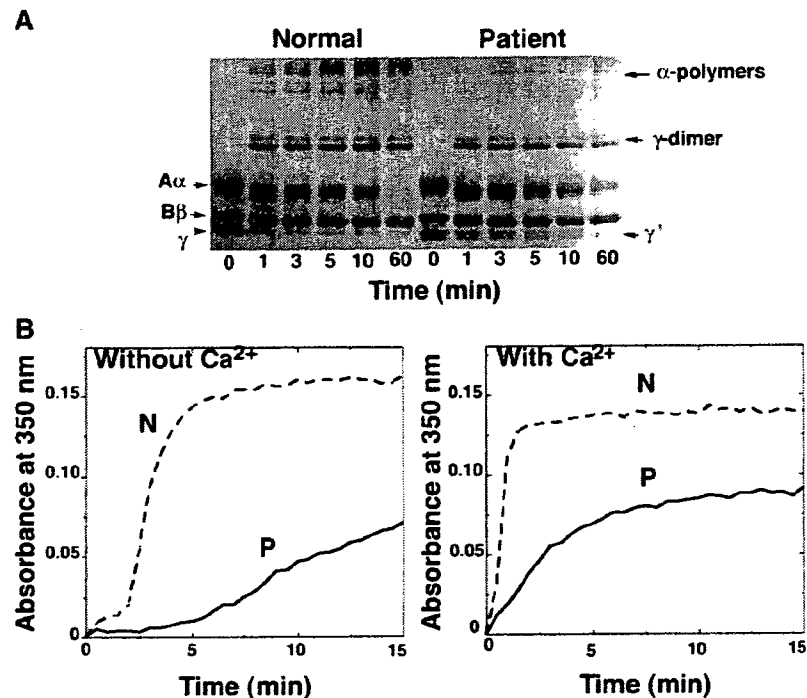 A
Normal Patient
α-polymers
γ-dimer
Aα
Bβ
γ
γ'
0 1 3 5 10 60 0 1 3 5 10 60
Time (min)
B
Absorbance at 350 nm
Without Ca²⁺
N
P
0.15
0.10
0.05
0
0 5 10 15
Time (min)
Absorbance at 350 nm
With Ca²⁺
N
P
0.15
0.10
0.05
0
0 5 10 15
Time (min)